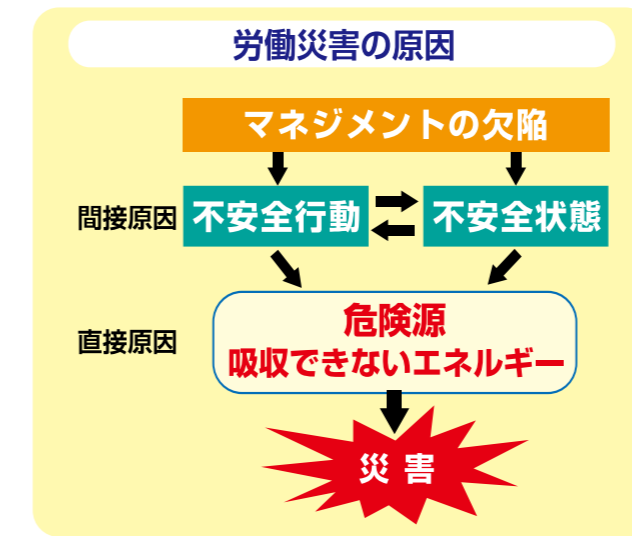 労働災害の原因
マネジメントの欠陥
間接原因
不安全行動
不安全状態
直接原因
危険源
吸収できないエネルギー
災 害